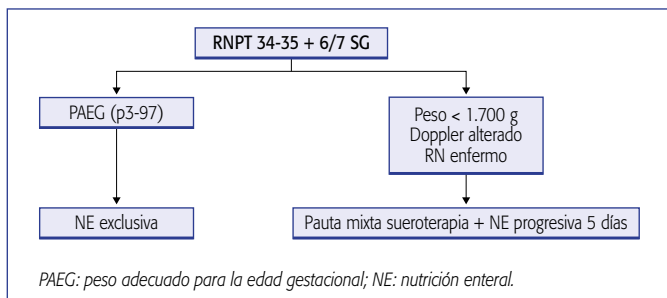 RNPT 34-35 + 6/7 SG
PAEG (p3-97)
Peso < 1.700 g
Doppler alterado
RN enfermo
NE exclusiva
Pauta mixta sueroterapia + NE progresiva 5 días
PAEG: peso adecuado para la edad gestacional; NE: nutrición enteral.